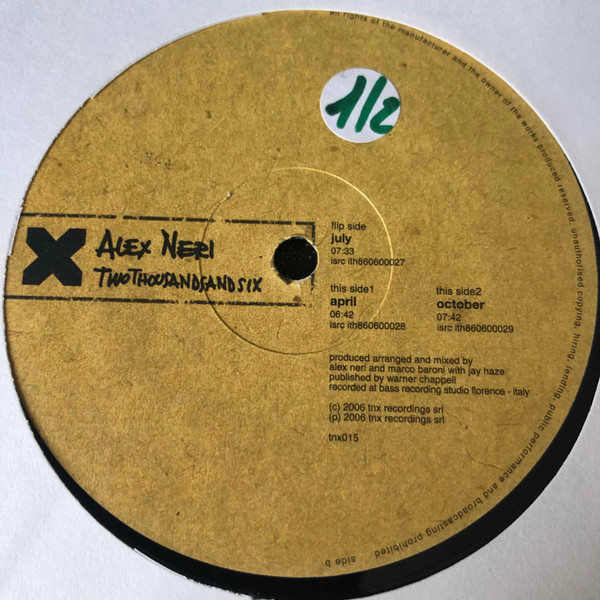 1/2
ALEX NERI
TWOTHOUSANDSANDSIX
flip side
july
07:33
isrc ith860600027
this side1
april
06:42
isrc ith860600028
this side2
october
07:42
isrc ith860600029
produced arranged and mixed by
alex neri and marco baroni with jay haze
published by warner chappell
recorded at bass recording studio florence - italy
(c) 2006 tnx recordings srl
(p) 2006 tnx recordings srl
tnx015
all rights of the manufacturer and the owner of the works produced reserved. unauthorised copying, hiring, lending, public performance and broadcasting prohibited
side b